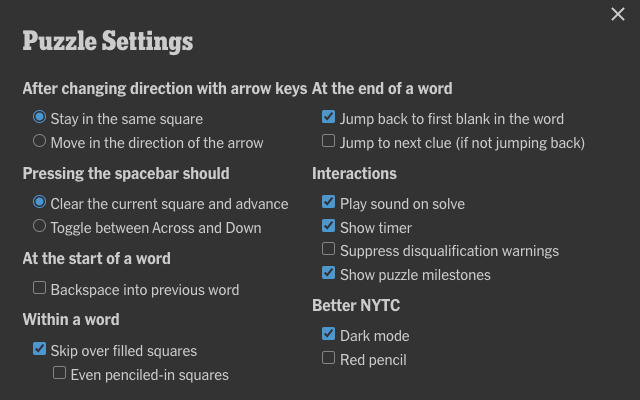 Puzzle Settings
After changing direction with arrow keys
Stay in the same square
Move in the direction of the arrow
Pressing the spacebar should
Clear the current square and advance
Toggle between Across and Down
At the start of a word
Backspace into previous word
Within a word
Skip over filled squares
Even penciled-in squares
At the end of a word
Jump back to first blank in the word
Jump to next clue (if not jumping back)
Interactions
Play sound on solve
Show timer
Suppress disqualification warnings
Show puzzle milestones
Better NYTC
Dark mode
Red pencil